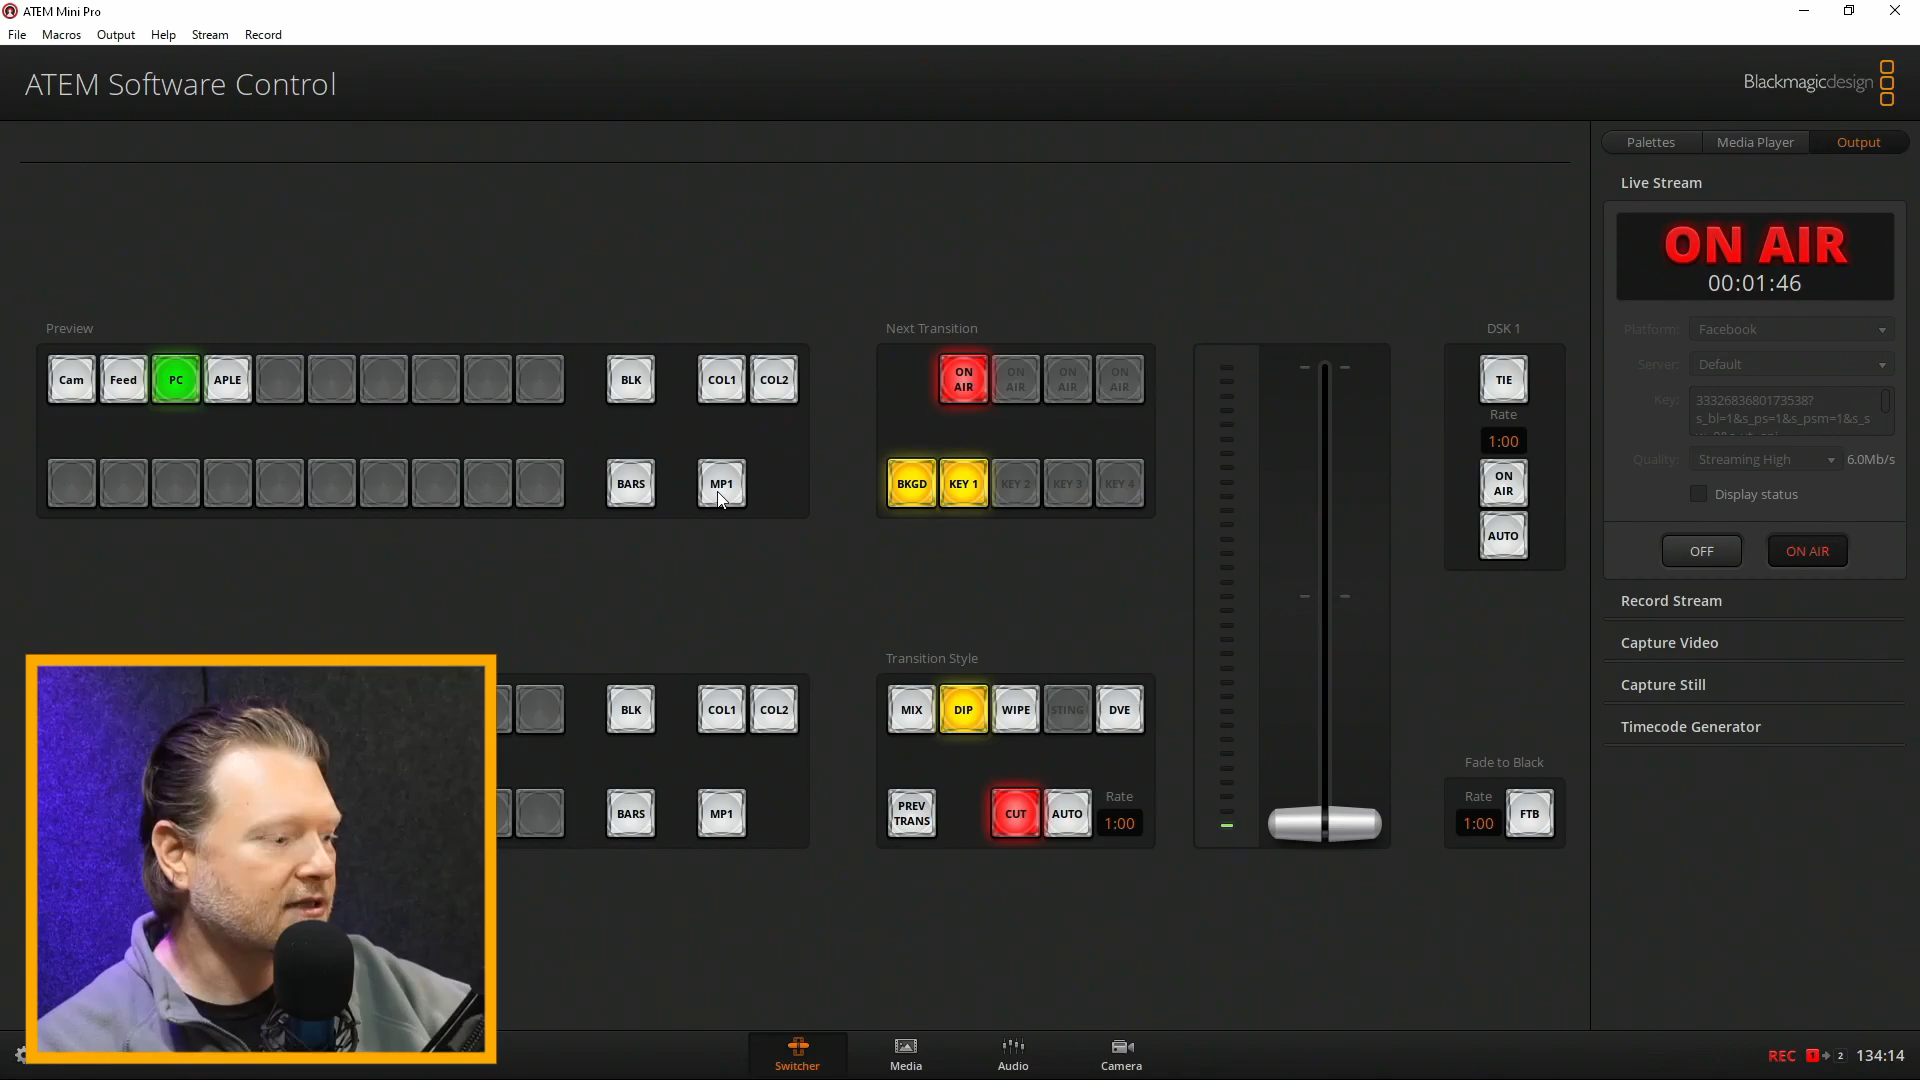 ATEM Mini Pro
File Macros Output Help Stream Record
ATEM Software Control
Blackmagicdesign
Palettes Media Player Output
Live Stream
ON AIR
00:01:46
Platform: Facebook
Server: Default
Key: 3332683680173538?
s_bl=1&s_ps=1&s_psm=1&s_s
Quality: Streaming High 6.0Mb/s
Display status
OFF ON AIR
Record Stream
Capture Video
Capture Still
Timecode Generator
Preview
Cam Feed PC APLE BLK COL1 COL2
BARS MP1
Next Transition
ON AIR ON AIR ON AIR ON AIR
BKGD KEY 1 KEY 2 KEY 3 KEY 4
DSK 1
TIE
Rate
1:00
ON AIR
AUTO
BLK COL1 COL2
BARS MP1
Transition Style
MIX DIP WIPE STING DVE
PREV TRANS CUT AUTO Rate 1:00
Fade to Black
Rate
1:00 FTB
Switcher Media Audio Camera
REC 1 2 134:14